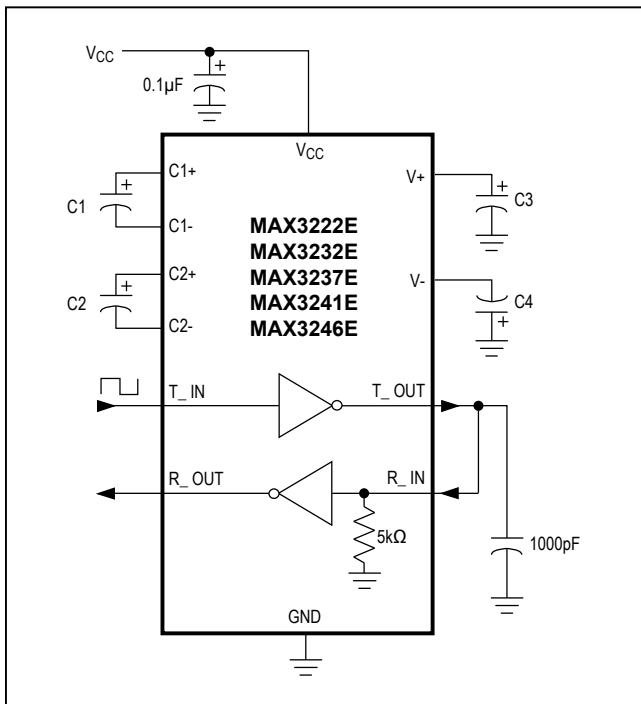 VCC
+
0.1µF
VCC
C1+
+
C1
C1-
C2+
+
C2
C2-
MAX3222E
MAX3232E
MAX3237E
MAX3241E
MAX3246E
V+
+
C3
V-
C4
+
T_ IN
T_ OUT
R_ OUT
R_ IN
5kΩ
1000pF
GND